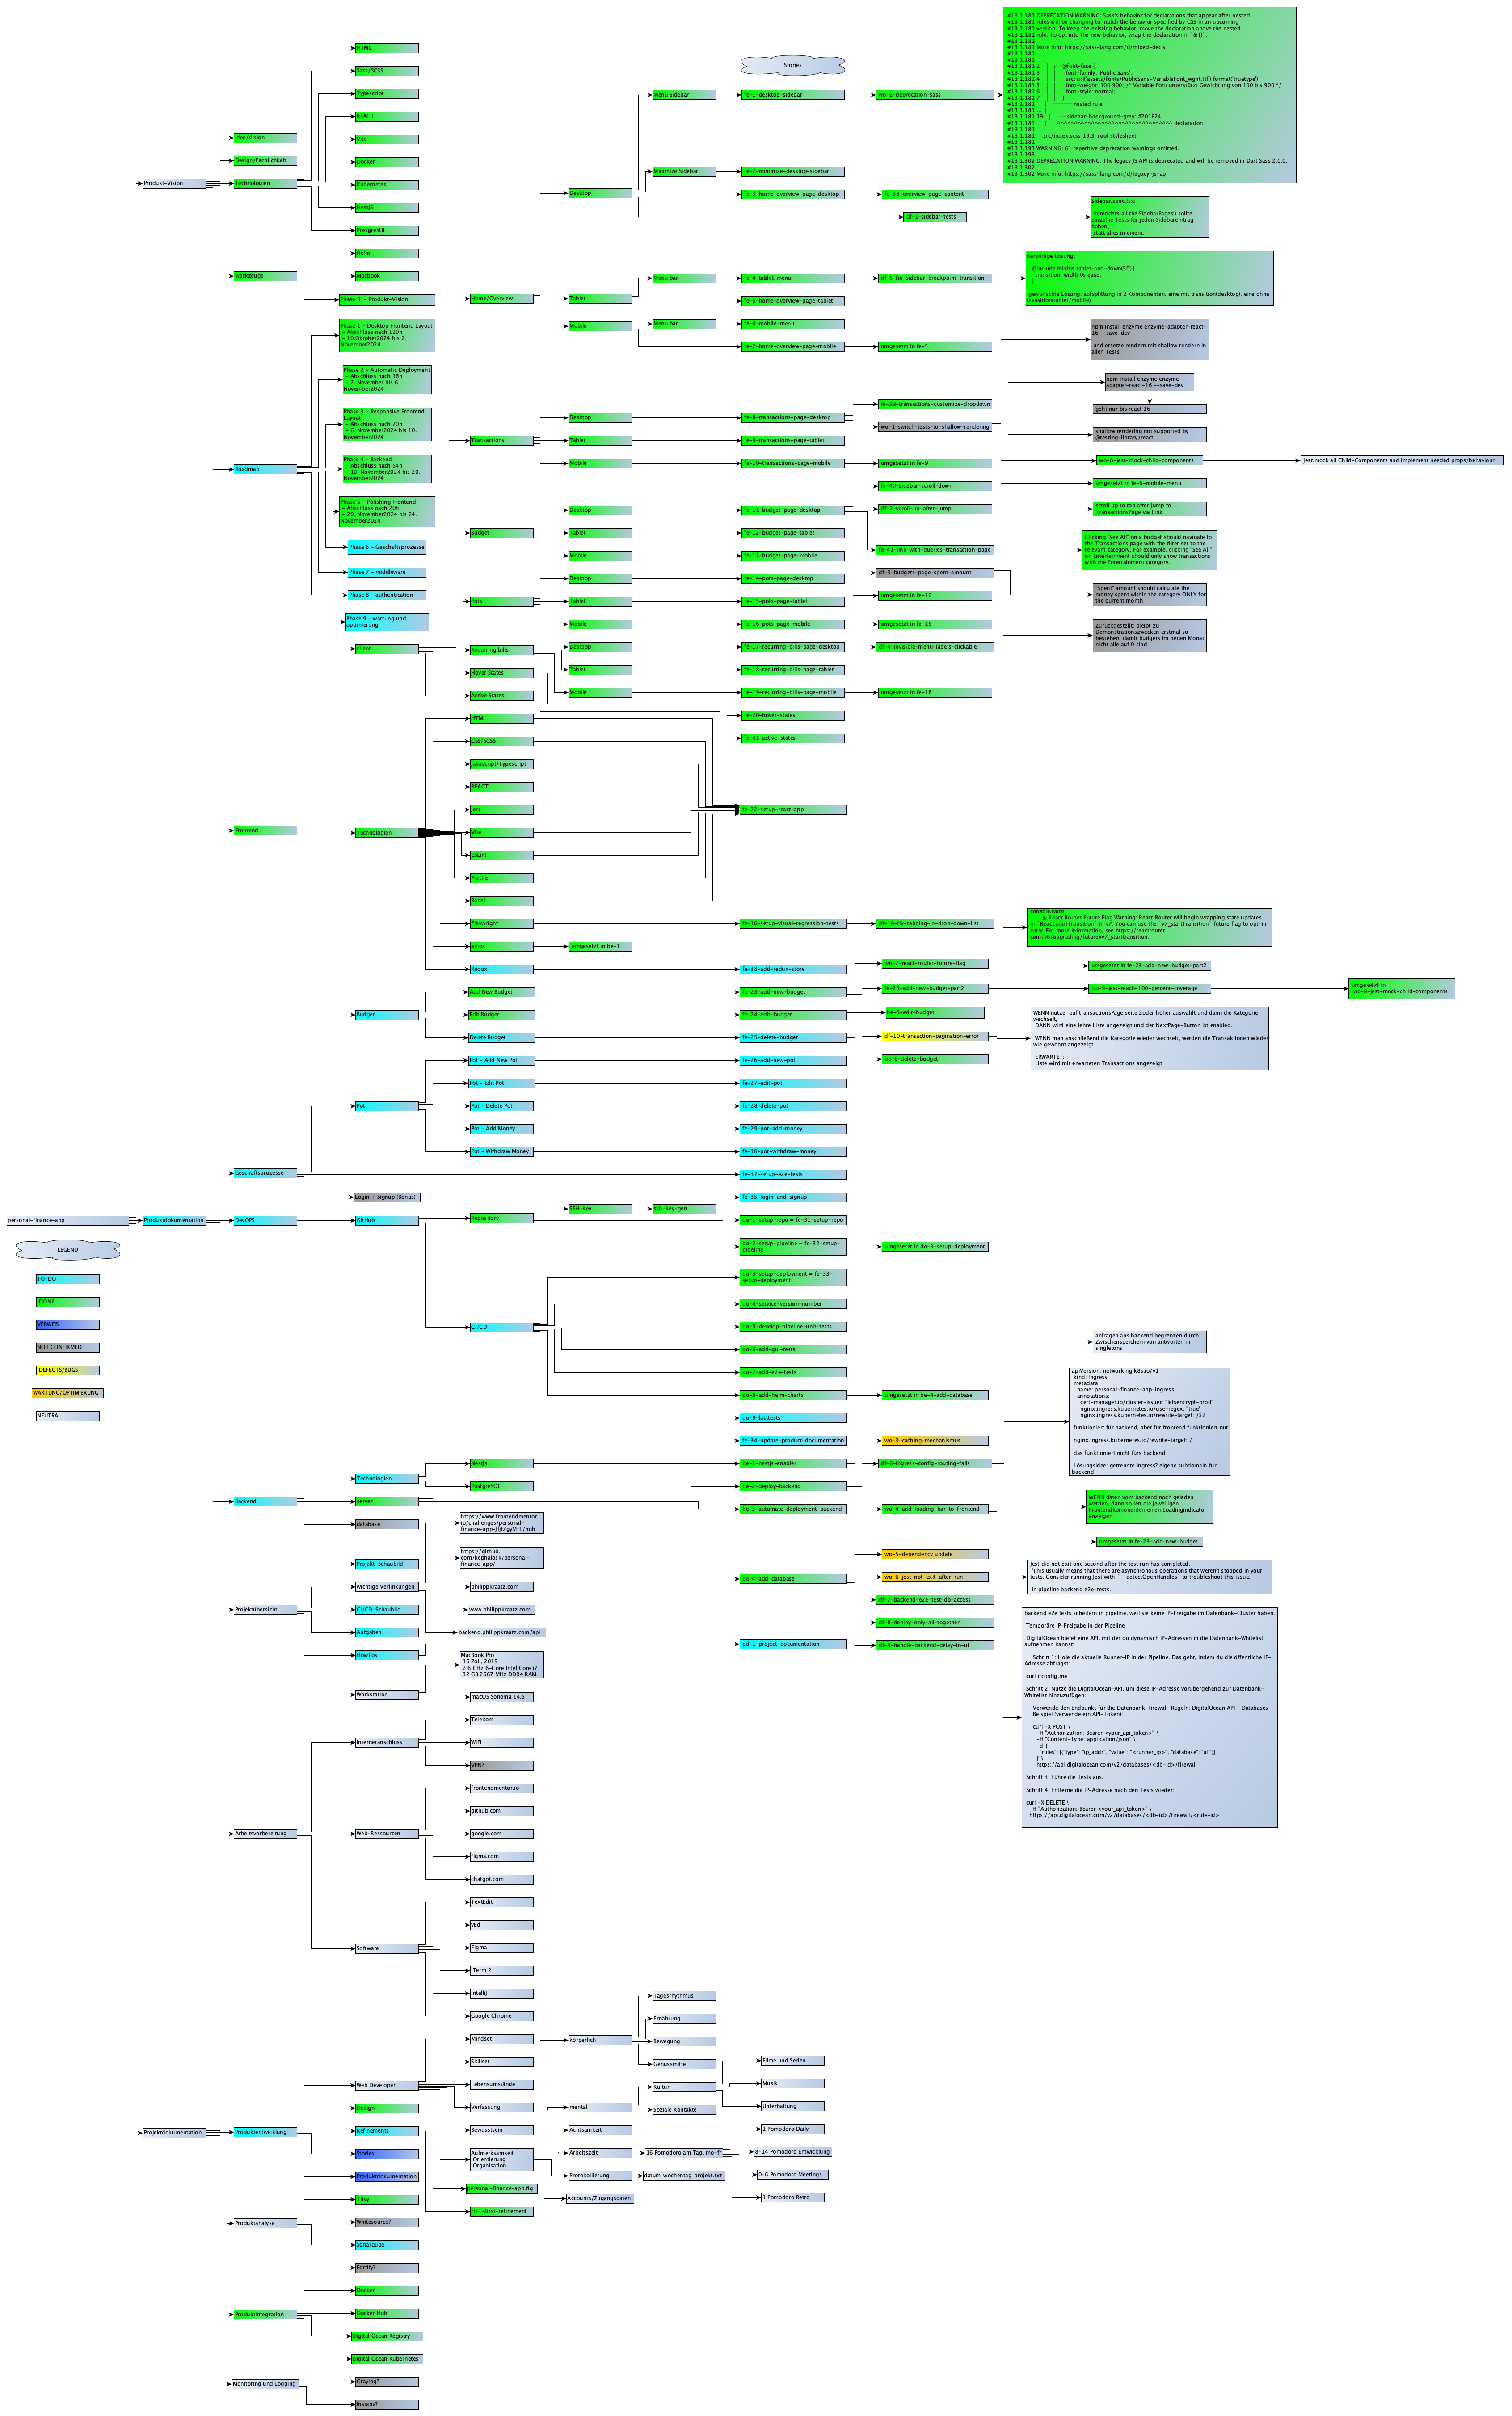 Stories
#13 1.181 DEPRECATION WARNING: Sass's behavior for declarations that appear after nested
#13 1.181 rules will be changing to match the behavior specified by CSS in an upcoming
#13 1.181 version. To keep the existing behavior, move the declaration above the nested
#13 1.181 rule. To opt into the new behavior, wrap the declaration in `& {}`.
#13 1.181
#13 1.181 More info: https://sass-lang.com/d/mixed-decls
#13 1.181
#13 1.181
#13 1.181 2 | ┌ @font-face {
#13 1.181 3 | | font-family: 'Public Sans';
#13 1.181 4 | | src: url('assets/fonts/PublicSans-VariableFont_wght.ttf') format('truetype');
#13 1.181 5 | | font-weight: 100 900; /* Variable Font unterstützt Gewichtung von 100 bis 900 */
#13 1.181 6 | | font-style: normal;
#13 1.181 7 | | }
#13 1.181 | └──── nested rule
#13 1.181 ... |
#13 1.181 19 | --sidebar-background-grey: #201F24;
#13 1.181 | ^^^^^^^^^^^^^^^^^^^^^^^^^^^^^^^^^^ declaration
#13 1.181
#13 1.181 src/index.scss 19:3 root stylesheet
#13 1.181
#13 1.193 WARNING: 61 repetitive deprecation warnings omitted.
#13 1.193
#13 1.302 DEPRECATION WARNING: The legacy JS API is deprecated and will be removed in Dart Sass 2.0.0.
#13 1.302
#13 1.302 More info: https://sass-lang.com/d/legacy-js-api
HTML
Sass/SCSS
Typescriot
REACT
Vite
Docker
Kubernetes
NestJS
PostgreSQL
Helm
Idee/Vision
Design/Fachlichkeit
Produkt-Vision
Technologien
Werkzeuge
Macbook
Menu Sidebar
fe-1-desktop-sidebar
wo-2-deprecation-sass
Minimize Sidebar
fe-2-minimize-desktop-sidebar
Desktop
fe-3-home-overview-page-desktop
fe-38-overview-page-content
df-1-sidebar-tests
Sidebar.spec.tsx:
it('renders all the SidebarPages') sollte
einzelne Tests für jeden Sidebareintrag
haben,
statt alles in einem.
Home/Overview
Tablet
Menu bar
fe-4-tablet-menu
df-5-fix-sidebar-breakpoint-transition
derzeitige Lösung:
@include mixins.tablet-and-down(50) {
transition: width 0s ease;
}
gewünschte Lösung: aufsplittung in 2 Komponenten. eine mit transition(desktop), eine ohne
transition(tablet/mobile)
fe-5-home-overview-page-tablet
Mobile
Menu bar
fe-6-mobile-menu
fe-7-home-overview-page-mobile
umgesetzt in fe-5
Phase 0 - Produkt-Vision
Phase 1 - Desktop Frontend Layout
- Abschluss nach 120h
- 10.Oktober2024 bis 2.
November2024
Phase 2 - Automatic Deployment
- Abschluss nach 16h
- 2. November bis 6.
November2024
Phase 3 - Responsive Frontend
Layout
- Abschluss nach 20h
- 6. November2024 bis 10.
November2024
Roadmap
Phase 4 - Backend
- Abschluss nach 54h
- 10. November2024 bis 20.
November2024
Phase 5 - Polishing Frontend
- Abschluss nach 20h
- 20. November2024 bis 24.
November2024
Phase 6 - Geschäftsprozesse
Phase 7 - middleware
Phase 8 - authentication
Phase 9 - wartung und
optimierung
npm install enzyme enzyme-adapter-react-
16 --save-dev
und ersetze rendern mit shallow rendern in
allen Tests
npm install enzyme enzyme-
adapter-react-16 --save-dev
geht nur bis react 16
Transactions
Desktop
fe-8-transactions-page-desktop
fe-39-transactions-customize-dropdown
wo-1-switch-tests-to-shallow-rendering
shallow rendering not supported by
@testing-library/react
Tablet
fe-9-transactions-page-tablet
Mobile
fe-10-transactions-page-mobile
umgesetzt in fe-9
wo-8-jest-mock-child-components
jest.mock all Child-Components and implement needed props/behaviour
fe-40-sidebar-scroll-down
umgesetzt in fe-6-mobile-menu
Budget
Desktop
fe-11-budget-page-desktop
df-2-scroll-up-after-jump
scroll up to top after jump to
TransactionsPage via Link
Tablet
fe-12-budget-page-tablet
fe-41-link-with-queries-transaction-page
Clicking "See All" on a budget should navigate to
the Transactions page with the filter set to the
relevant category. For example, clicking "See All"
on Entertainment should only show transactions
with the Entertainment category.
Mobile
fe-13-budget-page-mobile
df-3-budgets-page-spent-amount
"Spent" amount should calculate the
money spent within the category ONLY for
the current month
umgesetzt in fe-12
Zurückgestellt: bleibt zu
Demonstrationszwecken erstmal so
bestehen, damit budgets im neuen Monat
nicht alle auf 0 sind
Pots
Desktop
fe-14-pots-page-desktop
Tablet
fe-15-pots-page-tablet
Mobile
fe-16-pots-page-mobile
umgesetzt in fe-15
client
Recurring bills
Desktop
fe-17-recurring-bills-page-desktop
df-4-invisible-menu-labels-clickable
Tablet
fe-18-recurring-bills-page-tablet
Mobile
fe-19-recurring-bills-page-mobile
umgesetzt in fe-18
Hover States
fe-20-hover-states
Active States
fe-21-active-states
Frontend
Technologien
HTML
CSS/SCSS
Javascript/Typescript
REACT
Jest
fe-22-setup-react-app
Vite
ESLint
Prettier
Babel
Playwright
fe-36-setup-visual-regression-tests
df-10-fix-tabbing-in-drop-down-list
axios
umgesetzt in be-1
Redux
fe-38-add-redux-store
console.warn
⚠ React Router Future Flag Warning: React Router will begin wrapping state updates
in `React.startTransition` in v7. You can use the `v7_startTransition` future flag to opt-in
early. For more information, see https://reactrouter.
com/v6/upgrading/future#v7_starttransition.
wo-7-react-router-future-flag
umgesetzt in fe-23-add-new-budget-part2
Budget
Add New Budget
fe-23-add-new-budget
fe-23-add-new-budget-part2
wo-9-jest-reach-100-percent-coverage
umgesetzt in
wo-8-jest-mock-child-components
Edit Budget
fe-24-edit-budget
be-5-edit-budget
df-10-transaction-pagination-error
WENN nutzer auf transactionsPage seite 2oder höher auswählt und dann die Kategorie
wechselt,
DANN wird eine lehre Liste angezeigt und der NextPage-Button ist enabled.
WENN man anschließend die Kategorie wieder wechselt, werden die Transaktionen wieder
wie gewohnt angezeigt.
ERWARTET:
Liste wird mit erwarteten Transactions angezeigt
Delete Budget
fe-25-delete-budget
be-6-delete-budget
Pot
Pot - Add New Pot
fe-26-add-new-pot
Pot - Edit Pot
fe-27-edit-pot
Pot - Delete Pot
fe-28-delete-pot
Pot - Add Money
fe-29-pot-add-money
Pot - Withdraw Money
fe-30-pot-withdraw-money
Geschäftsprozesse
fe-37-setup-e2e-tests
Login + Signup (Bonus)
fe-35-login-and-signup
personal-finance-app
Produktdokumentation
DevOPS
GitHub
Repository
SSH-Key
ssh-key-gen
do-1-setup-repo = fe-31-setup-repo
do-2-setup-pipeline = fe-32-setup-
pipeline
umgesetzt in do-3-setup-deployment
do-3-setup-deployment = fe-33-
setup-deployment
do-4-service-version-number
CI/CD
do-5-develop-pipeline-unit-tests
do-6-add-gui-tests
do-7-add-e2e-tests
do-8-add-helm-charts
umgesetzt in be-4-add-database
do-9-lasttests
fe-34-update-product-documentation
LEGEND
TO-DO
DONE
VERWEIS
NOT CONFIRMED
DEFECTS/BUGS
WARTUNG/OPTIMIERUNG
NEUTRAL
wo-3-caching-mechanismus
anfragen ans backend begrenzen durch
Zwischenspeichern von antworten in
singletons
apiVersion: networking.k8s.io/v1
kind: Ingress
metadata:
name: personal-finance-app-ingress
annotations:
cert-manager.io/cluster-issuer: "letsencrypt-prod"
nginx.ingress.kubernetes.io/use-regex: "true"
nginx.ingress.kubernetes.io/rewrite-target: /$2
funktioniert für backend, aber für frontend funktioniert nur
nginx.ingress.kubernetes.io/rewrite-target: /
das funktioniert nicht fürs backend
Lösungsidee: getrennte ingress? eigene subdomain für
backend
Backend
Technologien
NestJs
be-1-nestjs-enabler
df-6-ingress-config-routing-fails
PostgreSQL
be-2-deploy-backend
server
be-3-automate-deployment-backend
wo-4-add-loading-bar-to-frontend
WENN daten vom backend noch geladen
werden, dann sollen die jeweiligen
Frontendkomonenten einen Loadingindicator
anzeigen
umgesetzt in fe-23-add-new-budget
database
be-4-add-database
wo-5-dependency update
wo-6-jest-not-exit-after-run
Jest did not exit one second after the test run has completed.
'This usually means that there are asynchronous operations that weren't stopped in your
tests. Consider running Jest with `--detectOpenHandles` to troubleshoot this issue.
in pipeline backend e2e-tests.
df-7-backend-e2e-test-db-access
df-8-deploy-only-all-together
df-9-handle-backend-delay-in-ui
backend e2e tests scheitern in pipeline, weil sie keine IP-Freigabe im Datenbank-Cluster haben.
Temporäre IP-Freigabe in der Pipeline
DigitalOcean bietet eine API, mit der du dynamisch IP-Adressen in die Datenbank-Whitelist
aufnehmen kannst:
Schritt 1: Hole die aktuelle Runner-IP in der Pipeline. Das geht, indem du die öffentliche IP-
Adresse abfragst:
curl ifconfig.me
Schritt 2: Nutze die DigitalOcean-API, um diese IP-Adresse vorübergehend zur Datenbank-
Whitelist hinzuzufügen:
Verwende den Endpunkt für die Datenbank-Firewall-Regeln: DigitalOcean API - Databases
Beispiel (verwende ein API-Token):
curl -X POST \
-H "Authorization: Bearer <your_api_token>" \
-H "Content-Type: application/json" \
-d '{
"rules": [{"type": "ip_addr", "value": "<runner_ip>", "database": "all"}]
}' \
https://api.digitalocean.com/v2/databases/<db-id>/firewall
Schritt 3: Führe die Tests aus.
Schritt 4: Entferne die IP-Adresse nach den Tests wieder:
curl -X DELETE \
-H "Authorization: Bearer <your_api_token>" \
https://api.digitalocean.com/v2/databases/<db-id>/firewall/<rule-id>
Projektübersicht
Projekt-Schaubild
wichtige Verlinkungen
https://www.frontendmentor.
io/challenges/personal-
finance-app-JfjtZgyMt1/hub
https://github.
com/kephalosk/personal-
finance-app/
philippkraatz.com
www.philippkraatz.com
backend.philippkraatz.com/api
CI/CD-Schaubild
Aufgaben
HowTos
pd-1-project-documentation
Arbeitsvorbereitung
Workstation
MacBook Pro
16 Zoll, 2019
2,6 GHz 6-Core Intel Core i7
32 GB 2667 MHz DDR4 RAM
macOS Sonoma 14.5
Internetanschluss
Telekom
WIFI
VPN?
Web-Ressourcen
frontendmentor.io
github.com
google.com
figma.com
chatgpt.com
Software
TextEdit
yEd
Figma
iTerm 2
IntelliJ
Google Chrome
Web Developer
Mindset
Skillset
Lebensumstände
Verfassung
körperlich
Tagesrhythmus
Ernährung
Bewegung
Genussmittel
mental
Kultur
Filme und Serien
Musik
Unterhaltung
Soziale Kontakte
Bewusstsein
Achtsamkeit
Aufmerksamkeit
Orientierung
Organisation
Arbeitszeit
16 Pomodoro am Tag, mo-fr
1 Pomodoro Daily
8-14 Pomodoro Entwicklung
0-6 Pomodoro Meetings
1 Pomodoro Retro
Protokollierung
datum_wochentag_projekt.txt
Accounts/Zugangsdaten
Projektdokumentation
Produktentwicklung
Design
personal-finance-app.fig
Refinements
rf-1-first-refinement
Stories
Produktdokumentation
Produktanalyse
Trivy
Whitesource?
Sonarqube
Fortify?
Produktintegration
Docker
Docker Hub
Digital Ocean Registry
Digital Ocean Kubernetes
Monitoring und Logging
Graylog?
Instana?